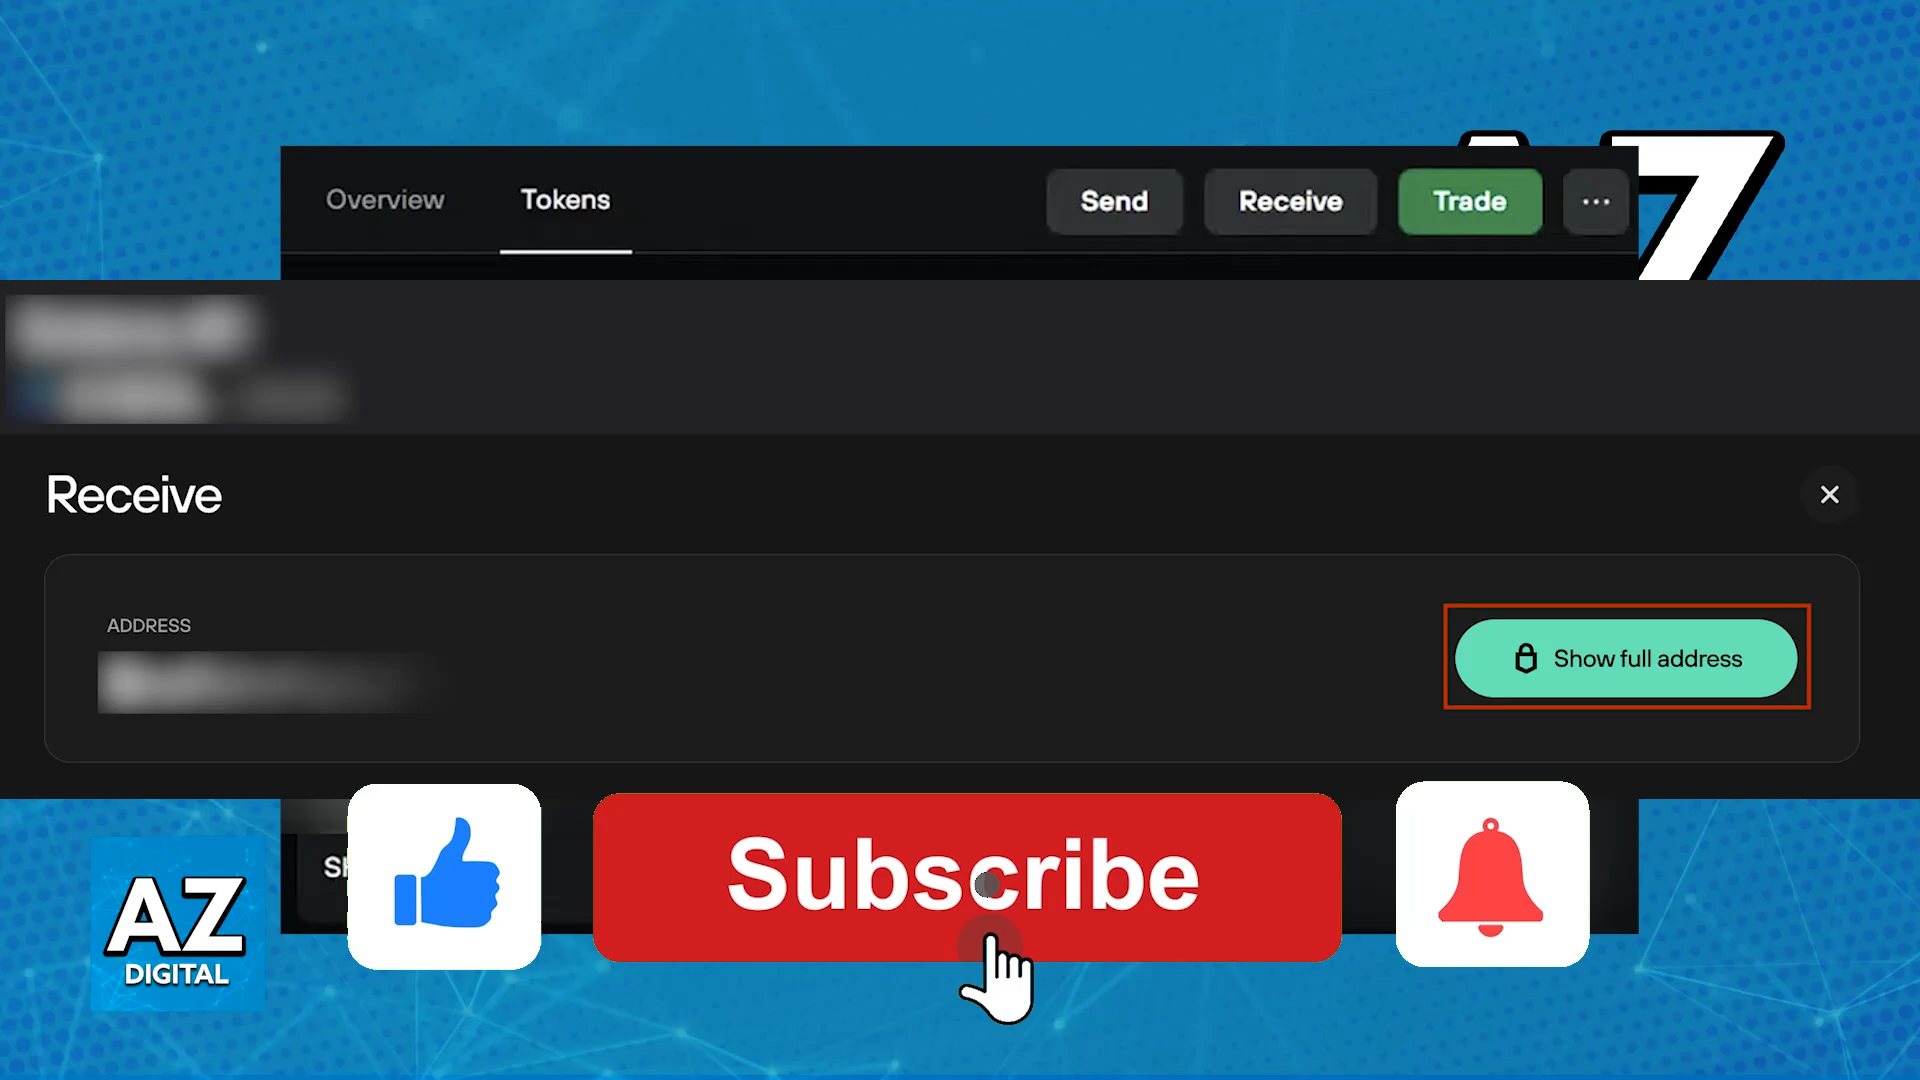 Overview Tokens Send Receive Trade ...
Receive
ADDRESS
Show full address
Subscribe
AZ
DIGITAL